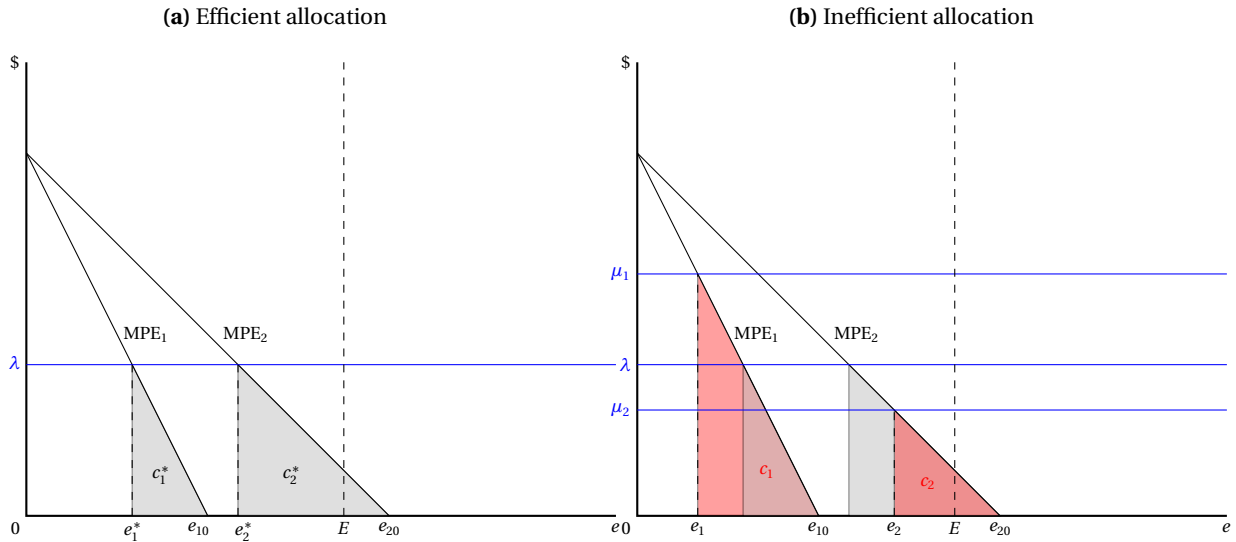 (a) Efficient allocation
(b) Inefficient allocation
$
MPE₁
MPE₂
λ
c₁*
c₂*
0
e₁*
e₁₀
e₂*
E
e₂₀
e
$
μ₁
MPE₁
MPE₂
λ
μ₂
c₁
c₂
0
e₁
e₁₀
e₂
E
e₂₀
e